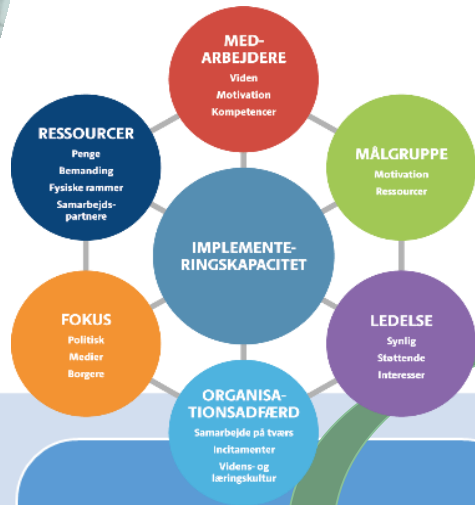 MED-
ARBEJDERE
Viden
Motivation
Kompetencer
RESSOURCER
Penge
Bemanding
Fysiske rammer
Samarbejds-
partnere
MÅLGRUPPE
Motivation
Ressourcer
IMPLEMENTE-
RINGSKAPACITET
FOKUS
Politisk
Medier
Borgere
LEDELSE
Synlig
Støttende
Interesser
ORGANISA-
TIONSADFÆRD
Samarbejde på tværs
Incitamenter
Videns- og
læringskultur